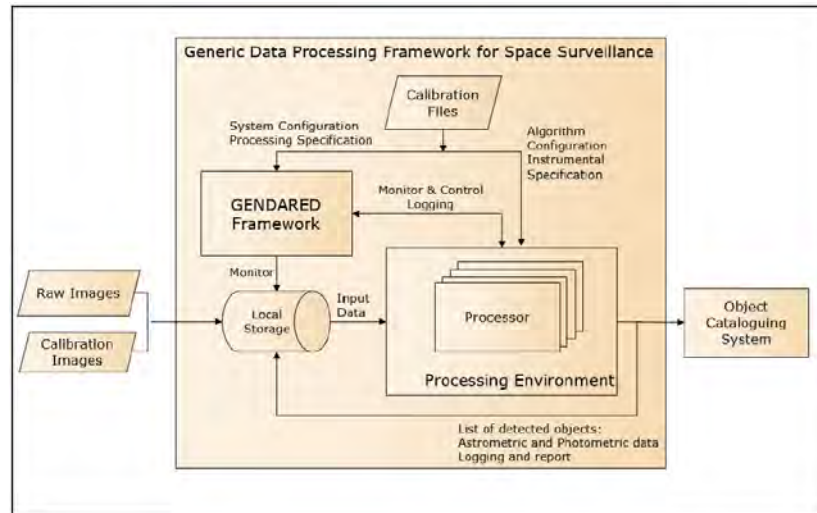 Generic Data Processing Framework for Space Surveillance
Calibration
Files
System Configuration
Processing Specification
Algorithm
Configuration
Instrumental
Specification
GENDARED
Framework
Monitor & Control
Logging
Monitor
Raw Images
Calibration
Images
Local
Storage
Input
Data
Processor
Processing Environment
Object
Cataloguing
System
List of detected objects:
Astrometric and Photometric data
Logging and report